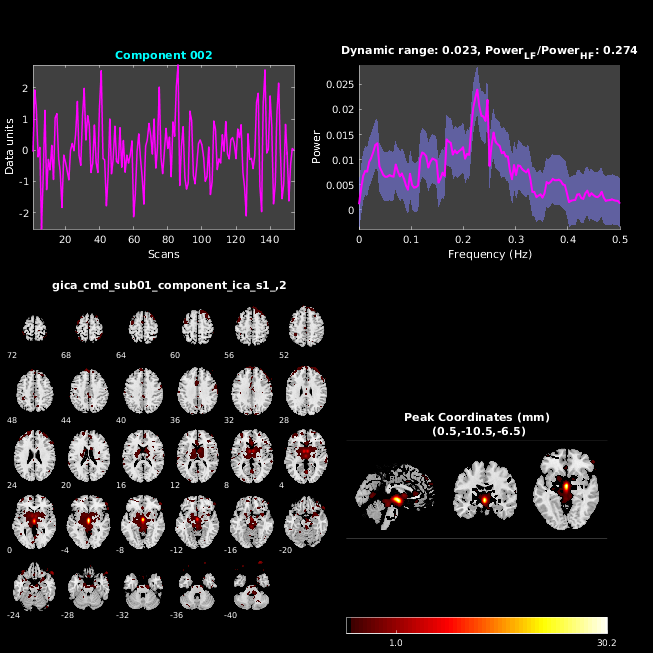 Component 002
Data units
2
1
0
-1
-2
20
40
60
80
100
120
140
Scans
Dynamic range: 0.023, Power_LF/Power_HF: 0.274
Power
0.025
0.02
0.015
0.01
0.005
0
0
0.1
0.2
0.3
0.4
0.5
Frequency (Hz)
gica_cmd_sub01_component_ica_s1_,2
72 68 64 60 56 52
48 44 40 36 32 28
24 20 16 12 8 4
0 -4 -8 -12 -16 -20
-24 -28 -32 -36 -40
Peak Coordinates (mm)
(0.5,-10.5,-6.5)
1.0 30.2